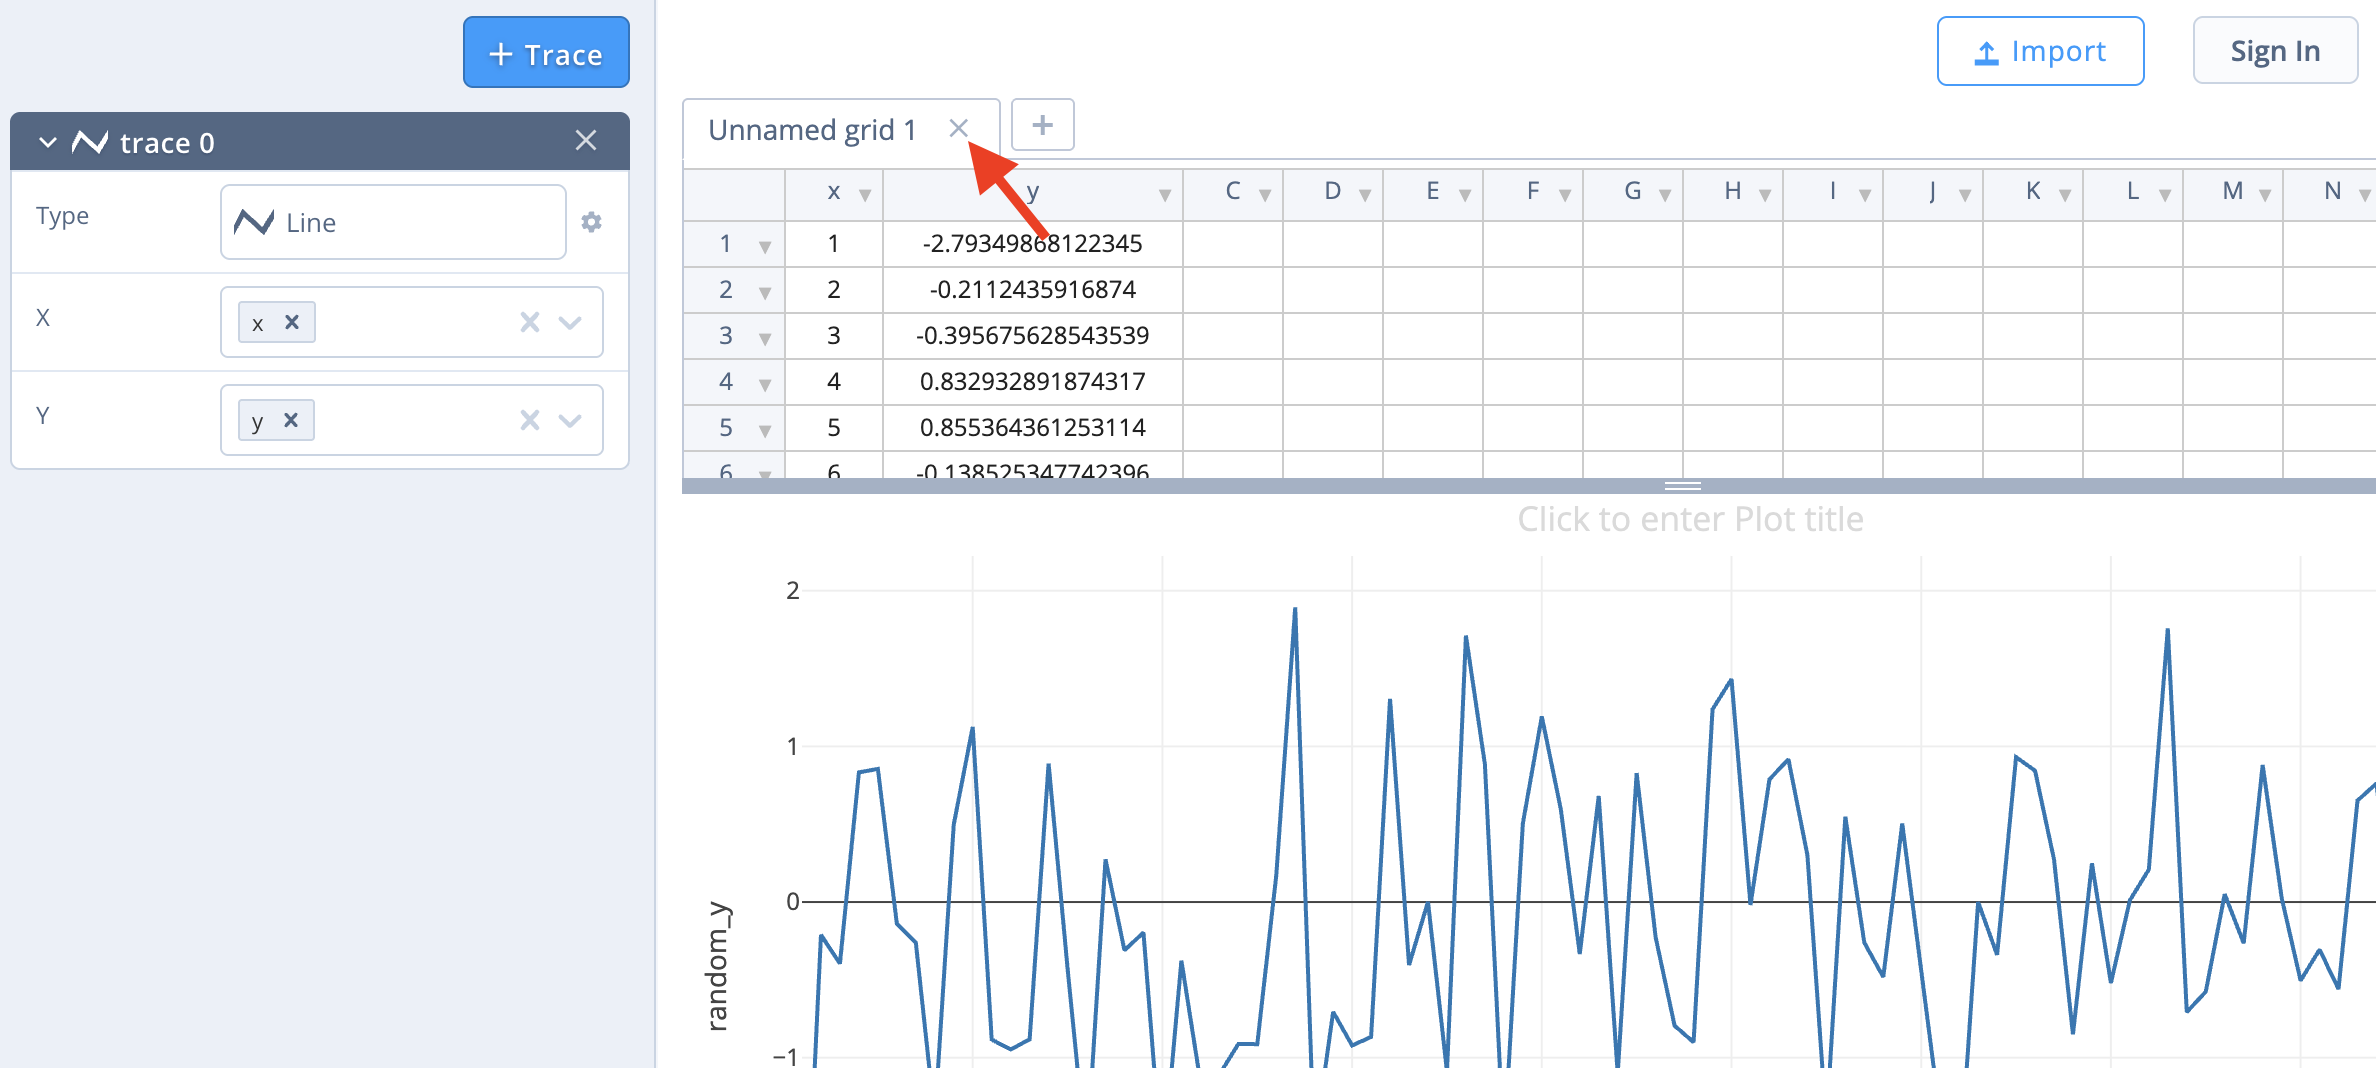 + Trace
Import
Sign In
trace 0
Unnamed grid 1
+
Type
Line
X
x
Y
y
x y C D E F G H I J K L M N
1 1 -2.79349868122345
2 2 -0.2112435916874
3 3 -0.395675628543539
4 4 0.832932891874317
5 5 0.855364361253114
6 6 -0.138525347742396
Click to enter Plot title
2
1
0
−1
random_y